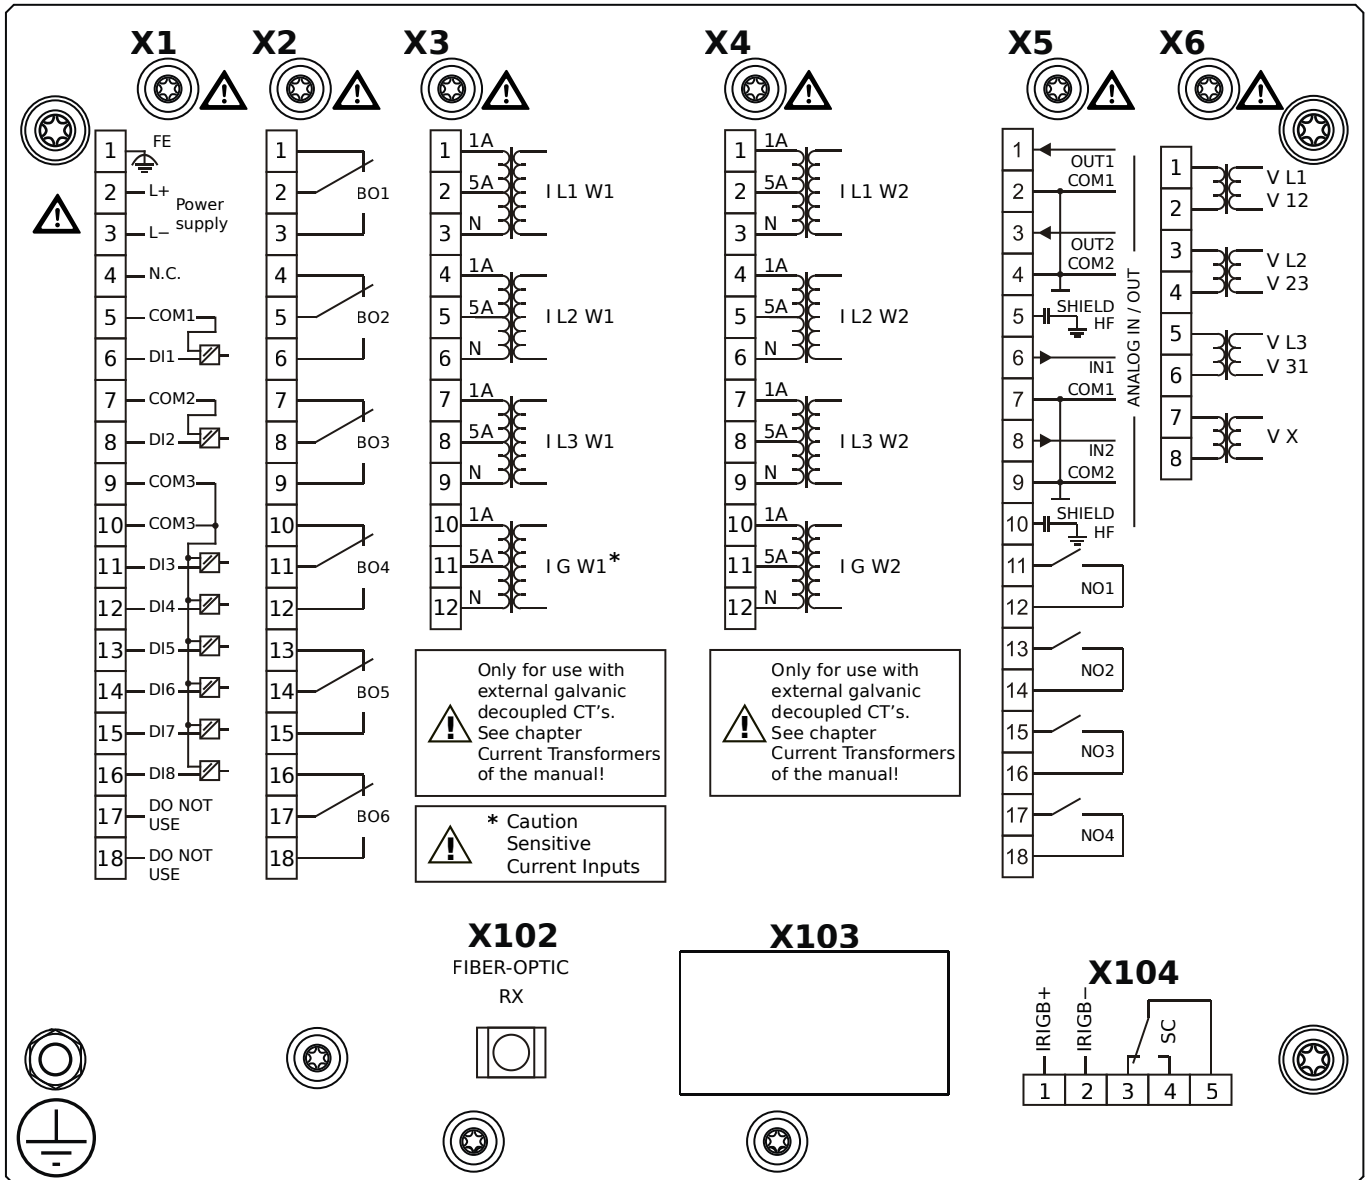 X1
X2
X3
X4
X5
X6
1 FE
2 L+
Power
supply
3 L−
4 N.C.
5 COM1
6 DI1
7 COM2
8 DI2
9 COM3
10 COM3
11 DI3
12 DI4
13 DI5
14 DI6
15 DI7
16 DI8
17 DO NOT
USE
18 DO NOT
USE
1
2 BO1
3
4
5 BO2
6
7
8 BO3
9
10
11 BO4
12
13
14 BO5
15
16
17 BO6
18
1 1A
2 5A I L1 W1
3 N
4 1A
5 5A I L2 W1
6 N
7 1A
8 5A I L3 W1
9 N
10 1A
11 5A I G W1*
12 N
Only for use with
external galvanic
decoupled CT's.
See chapter
Current Transformers
of the manual!
* Caution
Sensitive
Current Inputs
1 1A
2 5A I L1 W2
3 N
4 1A
5 5A I L2 W2
6 N
7 1A
8 5A I L3 W2
9 N
10 1A
11 5A I G W2
12 N
Only for use with
external galvanic
decoupled CT's.
See chapter
Current Transformers
of the manual!
1 OUT1
2 COM1
3 OUT2
4 COM2
5 SHIELD
HF
6 IN1
7 COM1
8 IN2
9 COM2
10 SHIELD
HF
ANALOG IN / OUT
11
NO1
12
13
NO2
14
15
NO3
16
17
NO4
18
1 V L1
2 V 12
3 V L2
4 V 23
5 V L3
6 V 31
7
V X
8
X102
FIBER-OPTIC
RX
X103
X104
IRIGB+
IRIGB−
SC
1 2 3 4 5